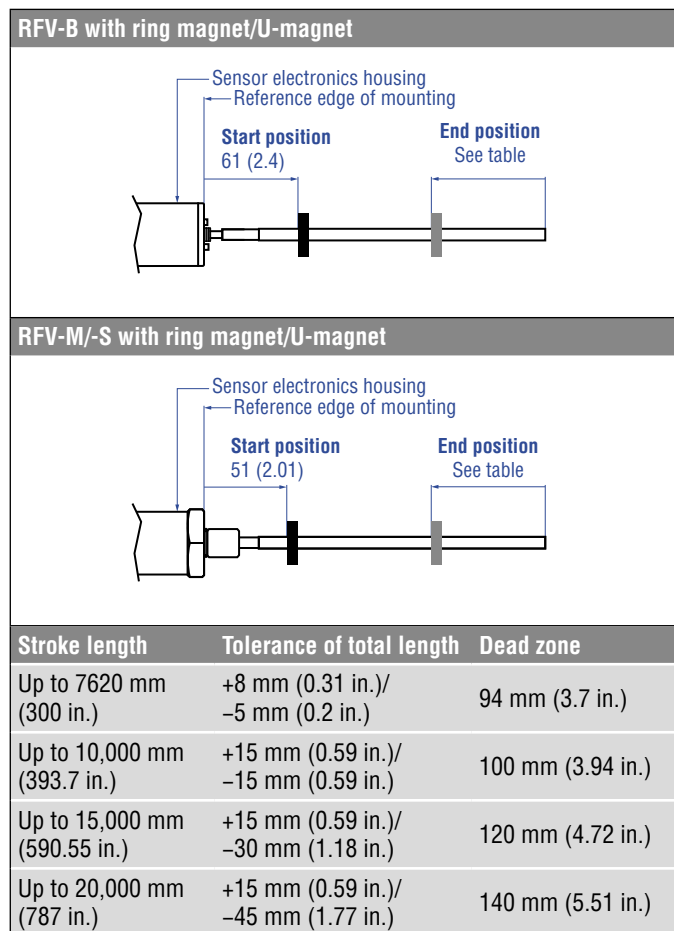 RFV-B with ring magnet/U-magnet
Sensor electronics housing
Reference edge of mounting
Start position
61 (2.4)
End position
See table
RFV-M/-S with ring magnet/U-magnet
Sensor electronics housing
Reference edge of mounting
Start position
51 (2.01)
End position
See table
Stroke length Tolerance of total length Dead zone
Up to 7620 mm
(300 in.)
+8 mm (0.31 in.)/
−5 mm (0.2 in.)
94 mm (3.7 in.)
Up to 10,000 mm
(393.7 in.)
+15 mm (0.59 in.)/
−15 mm (0.59 in.)
100 mm (3.94 in.)
Up to 15,000 mm
(590.55 in.)
+15 mm (0.59 in.)/
−30 mm (1.18 in.)
120 mm (4.72 in.)
Up to 20,000 mm
(787 in.)
+15 mm (0.59 in.)/
−45 mm (1.77 in.)
140 mm (5.51 in.)